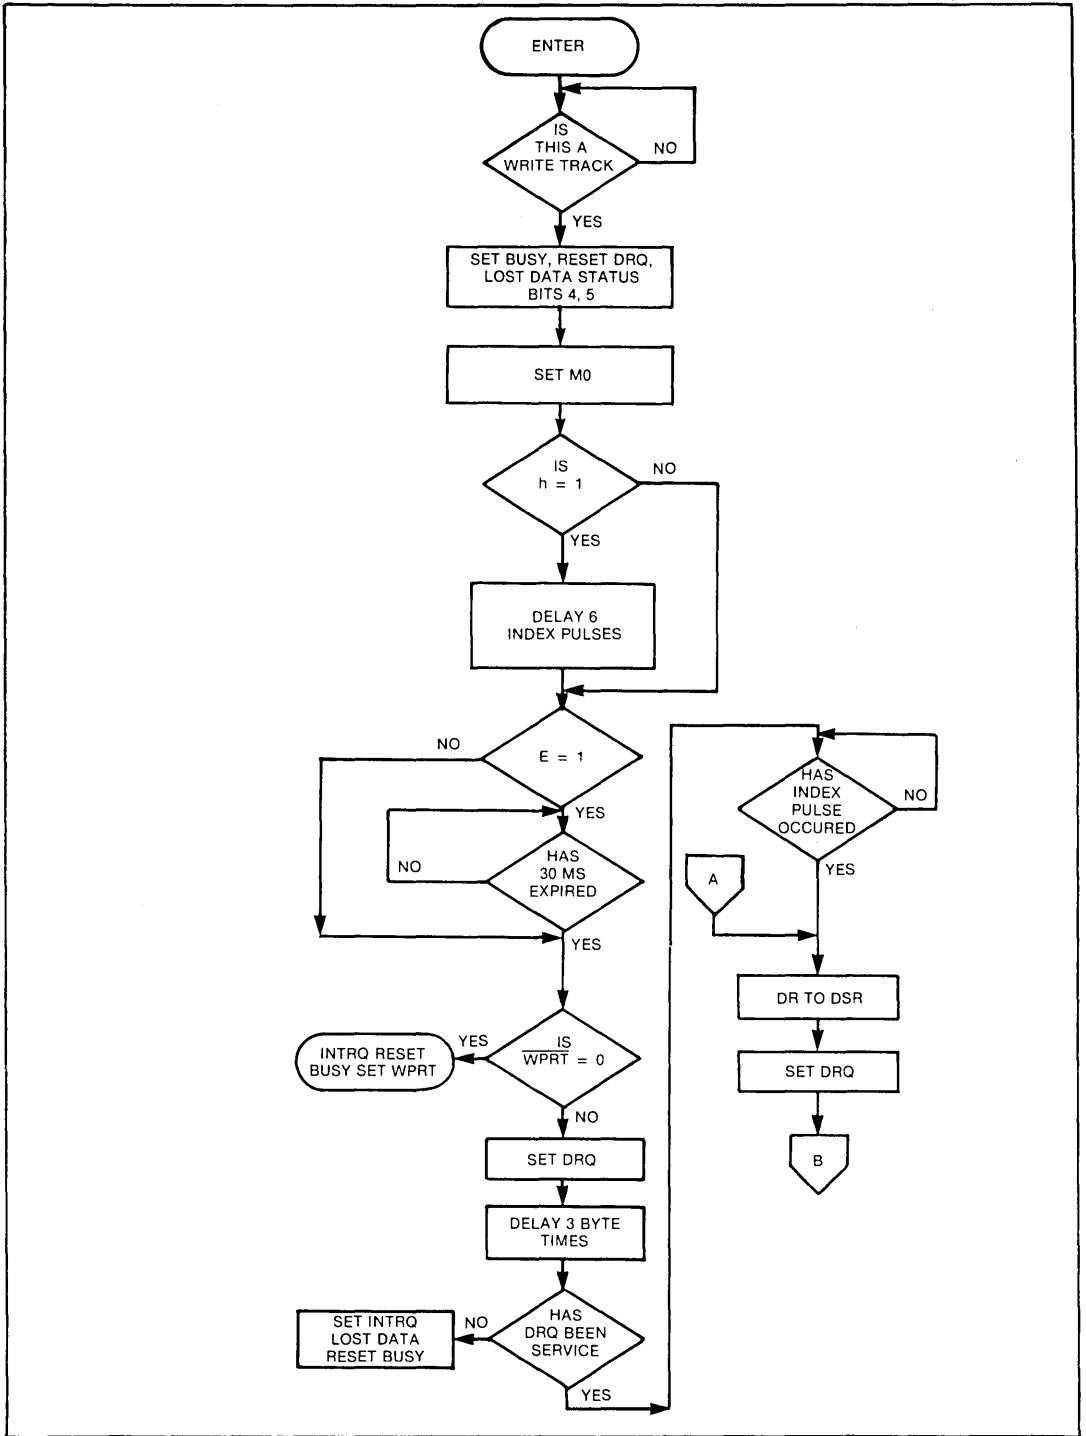 ENTER
IS
THIS A
WRITE TRACK
NO
YES
SET BUSY, RESET DRQ,
LOST DATA STATUS
BITS 4, 5
SET M0
IS
h = 1
NO
YES
DELAY 6
INDEX PULSES
NO
E = 1
YES
NO
HAS
30 MS
EXPIRED
YES
IS
WPRT = 0
YES
INTRQ RESET
BUSY SET WPRT
NO
SET DRQ
DELAY 3 BYTE
TIMES
HAS
DRQ BEEN
SERVICE
NO
SET INTRQ
LOST DATA
RESET BUSY
YES
HAS
INDEX
PULSE
OCCURED
NO
YES
A
DR TO DSR
SET DRQ
B